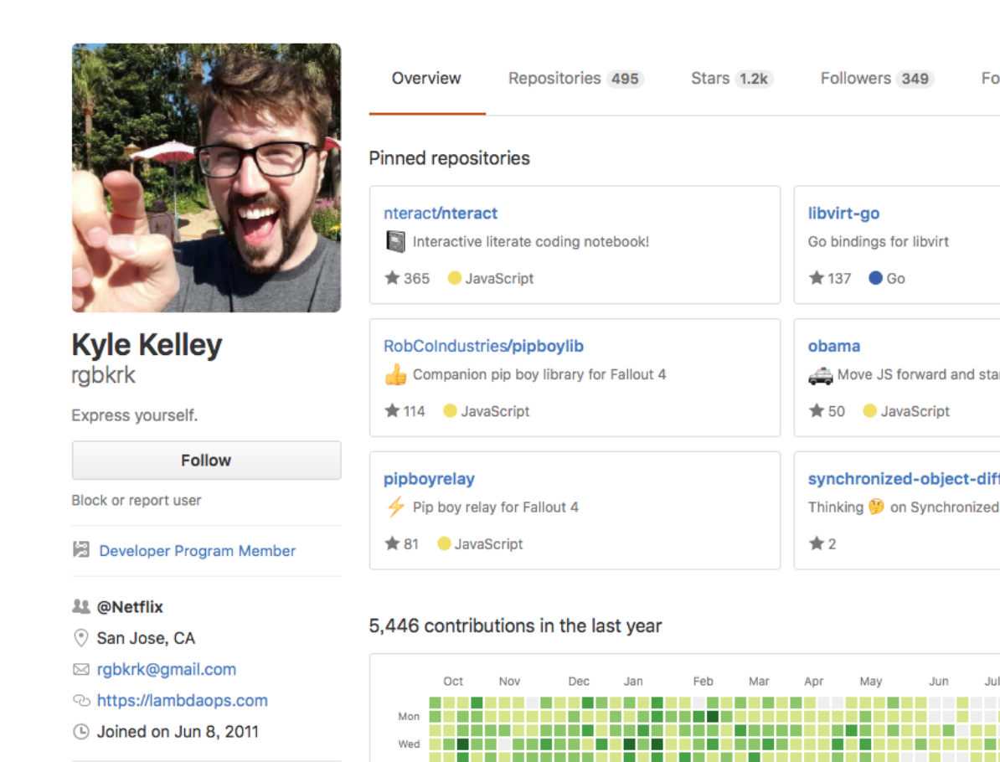 Overview Repositories 495 Stars 1.2k Followers 349
Kyle Kelley
rgbkrk
Express yourself.
Follow
Block or report user
Developer Program Member
@Netflix
San Jose, CA
rgbkrk@gmail.com
https://lambdaops.com
Joined on Jun 8, 2011
Pinned repositories
nteract/nteract
Interactive literate coding notebook!
365 JavaScript
libvirt-go
Go bindings for libvirt
137 Go
RobCoIndustries/pipboylib
👍 Companion pip boy library for Fallout 4
114 JavaScript
obama
🚓 Move JS forward and
50 JavaScript
pipboyrelay
⚡ Pip boy relay for Fallout 4
81 JavaScript
synchronized-object-diff
Thinking 🤔 on Synchronized
2
5,446 contributions in the last year
Oct Nov Dec Jan Feb Mar Apr May Jun Jul
Mon
Wed